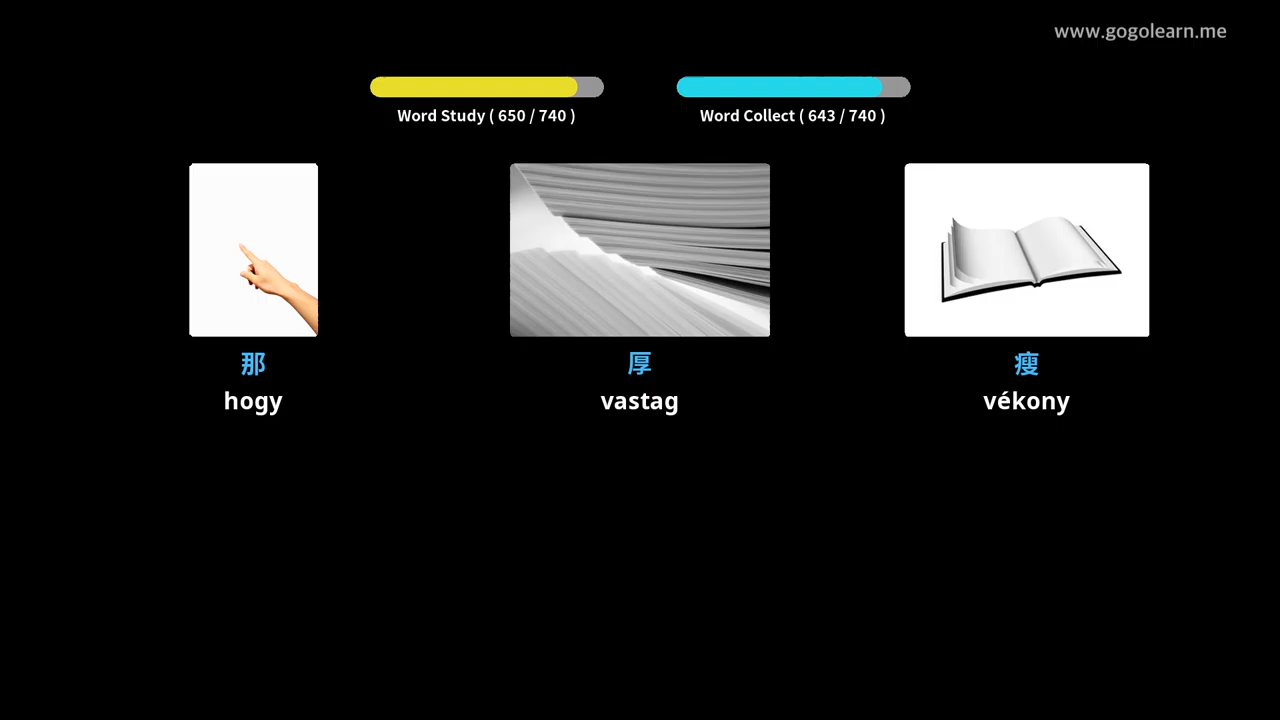 www.gogolearn.me
Word Study ( 650 / 740 )
Word Collect ( 643 / 740 )
那
hogy
厚
vastag
瘦
vékony